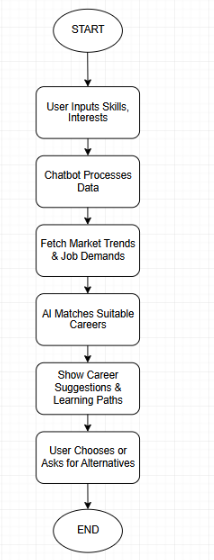 START
User Inputs Skills,
Interests
Chatbot Processes
Data
Fetch Market Trends
& Job Demands
AI Matches Suitable
Careers
Show Career
Suggestions &
Learning Paths
User Chooses or
Asks for Alternatives
END